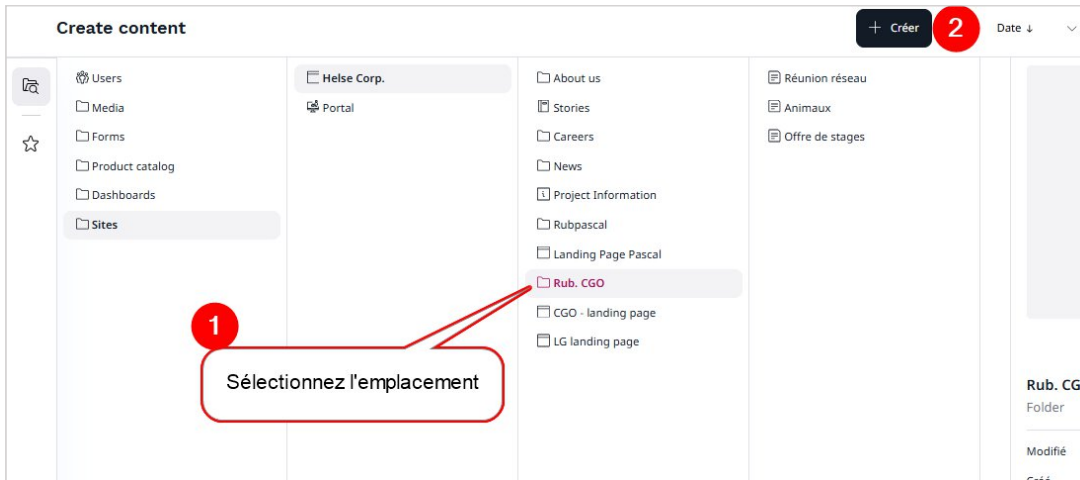 Create content
+ Créer
2
Date ↓
Users
Media
Forms
Product catalog
Dashboards
Sites
Helse Corp.
Portal
About us
Stories
Careers
News
Project Information
Rubpascal
Landing Page Pascal
Rub. CGO
CGO - landing page
LG landing page
Réunion réseau
Animaux
Offre de stages
1
Sélectionnez l'emplacement
Rub. CG
Folder
Modifié